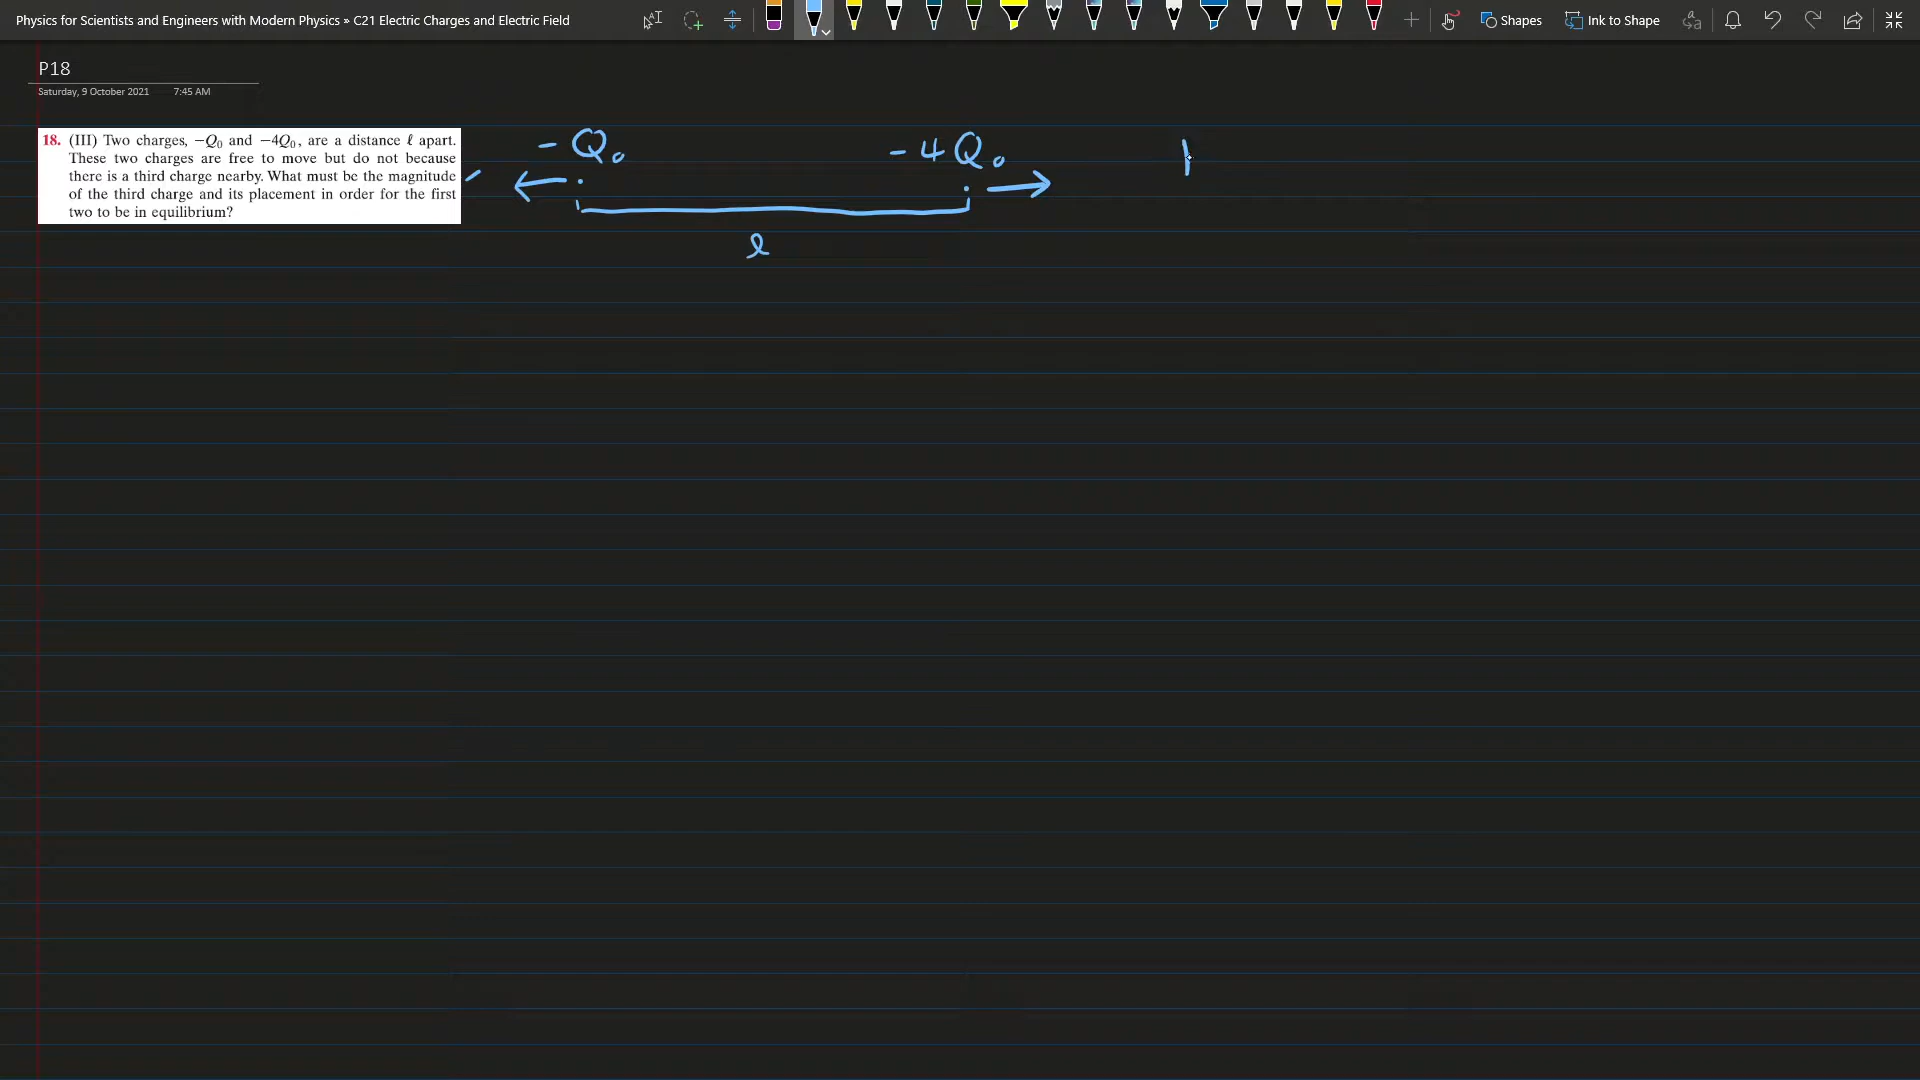 Physics for Scientists and Engineers with Modern Physics » C21 Electric Charges and Electric Field
Shapes
Ink to Shape
P18
Saturday, 9 October 2021 7:45 AM
18. (III) Two charges, −Q₀ and −4Q₀, are a distance ℓ apart.
These two charges are free to move but do not because
there is a third charge nearby. What must be the magnitude
of the third charge and its placement in order for the first
two to be in equilibrium?
- Q₀
- 4Q₀
ℓ